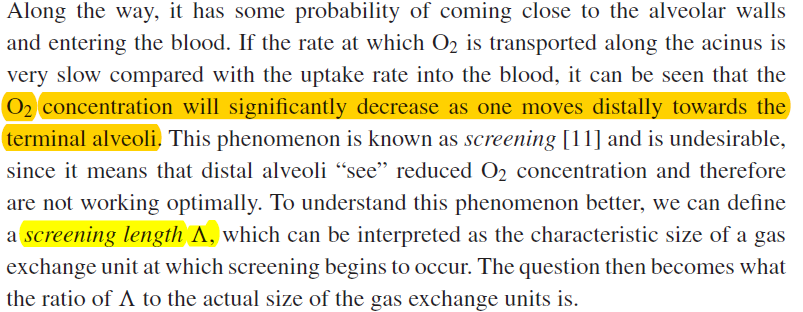 Along the way, it has some probability of coming close to the alveolar walls
and entering the blood. If the rate at which O₂ is transported along the acinus is
very slow compared with the uptake rate into the blood, it can be seen that the
O₂ concentration will significantly decrease as one moves distally towards the
terminal alveoli. This phenomenon is known as screening [11] and is undesirable,
since it means that distal alveoli “see” reduced O₂ concentration and therefore
are not working optimally. To understand this phenomenon better, we can define
a screening length Λ, which can be interpreted as the characteristic size of a gas
exchange unit at which screening begins to occur. The question then becomes what
the ratio of Λ to the actual size of the gas exchange units is.